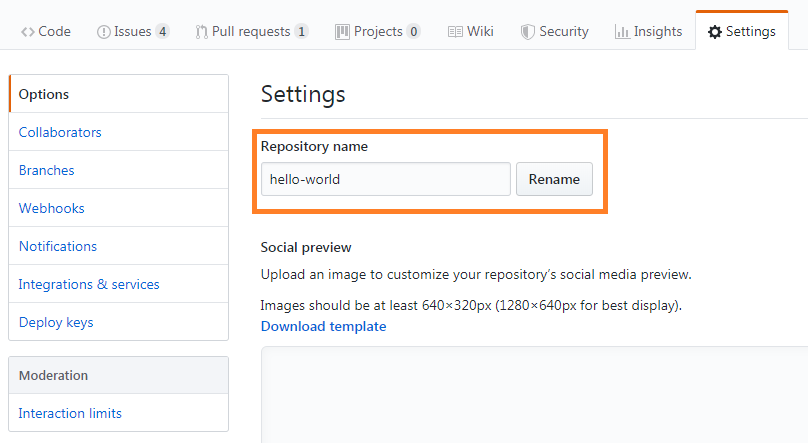 Code Issues 4 Pull requests 1 Projects 0 Wiki Security Insights Settings
Options
Collaborators
Branches
Webhooks
Notifications
Integrations & services
Deploy keys
Moderation
Interaction limits
Settings
Repository name
hello-world Rename
Social preview
Upload an image to customize your repository's social media preview.
Images should be at least 640×320px (1280×640px for best display).
Download template